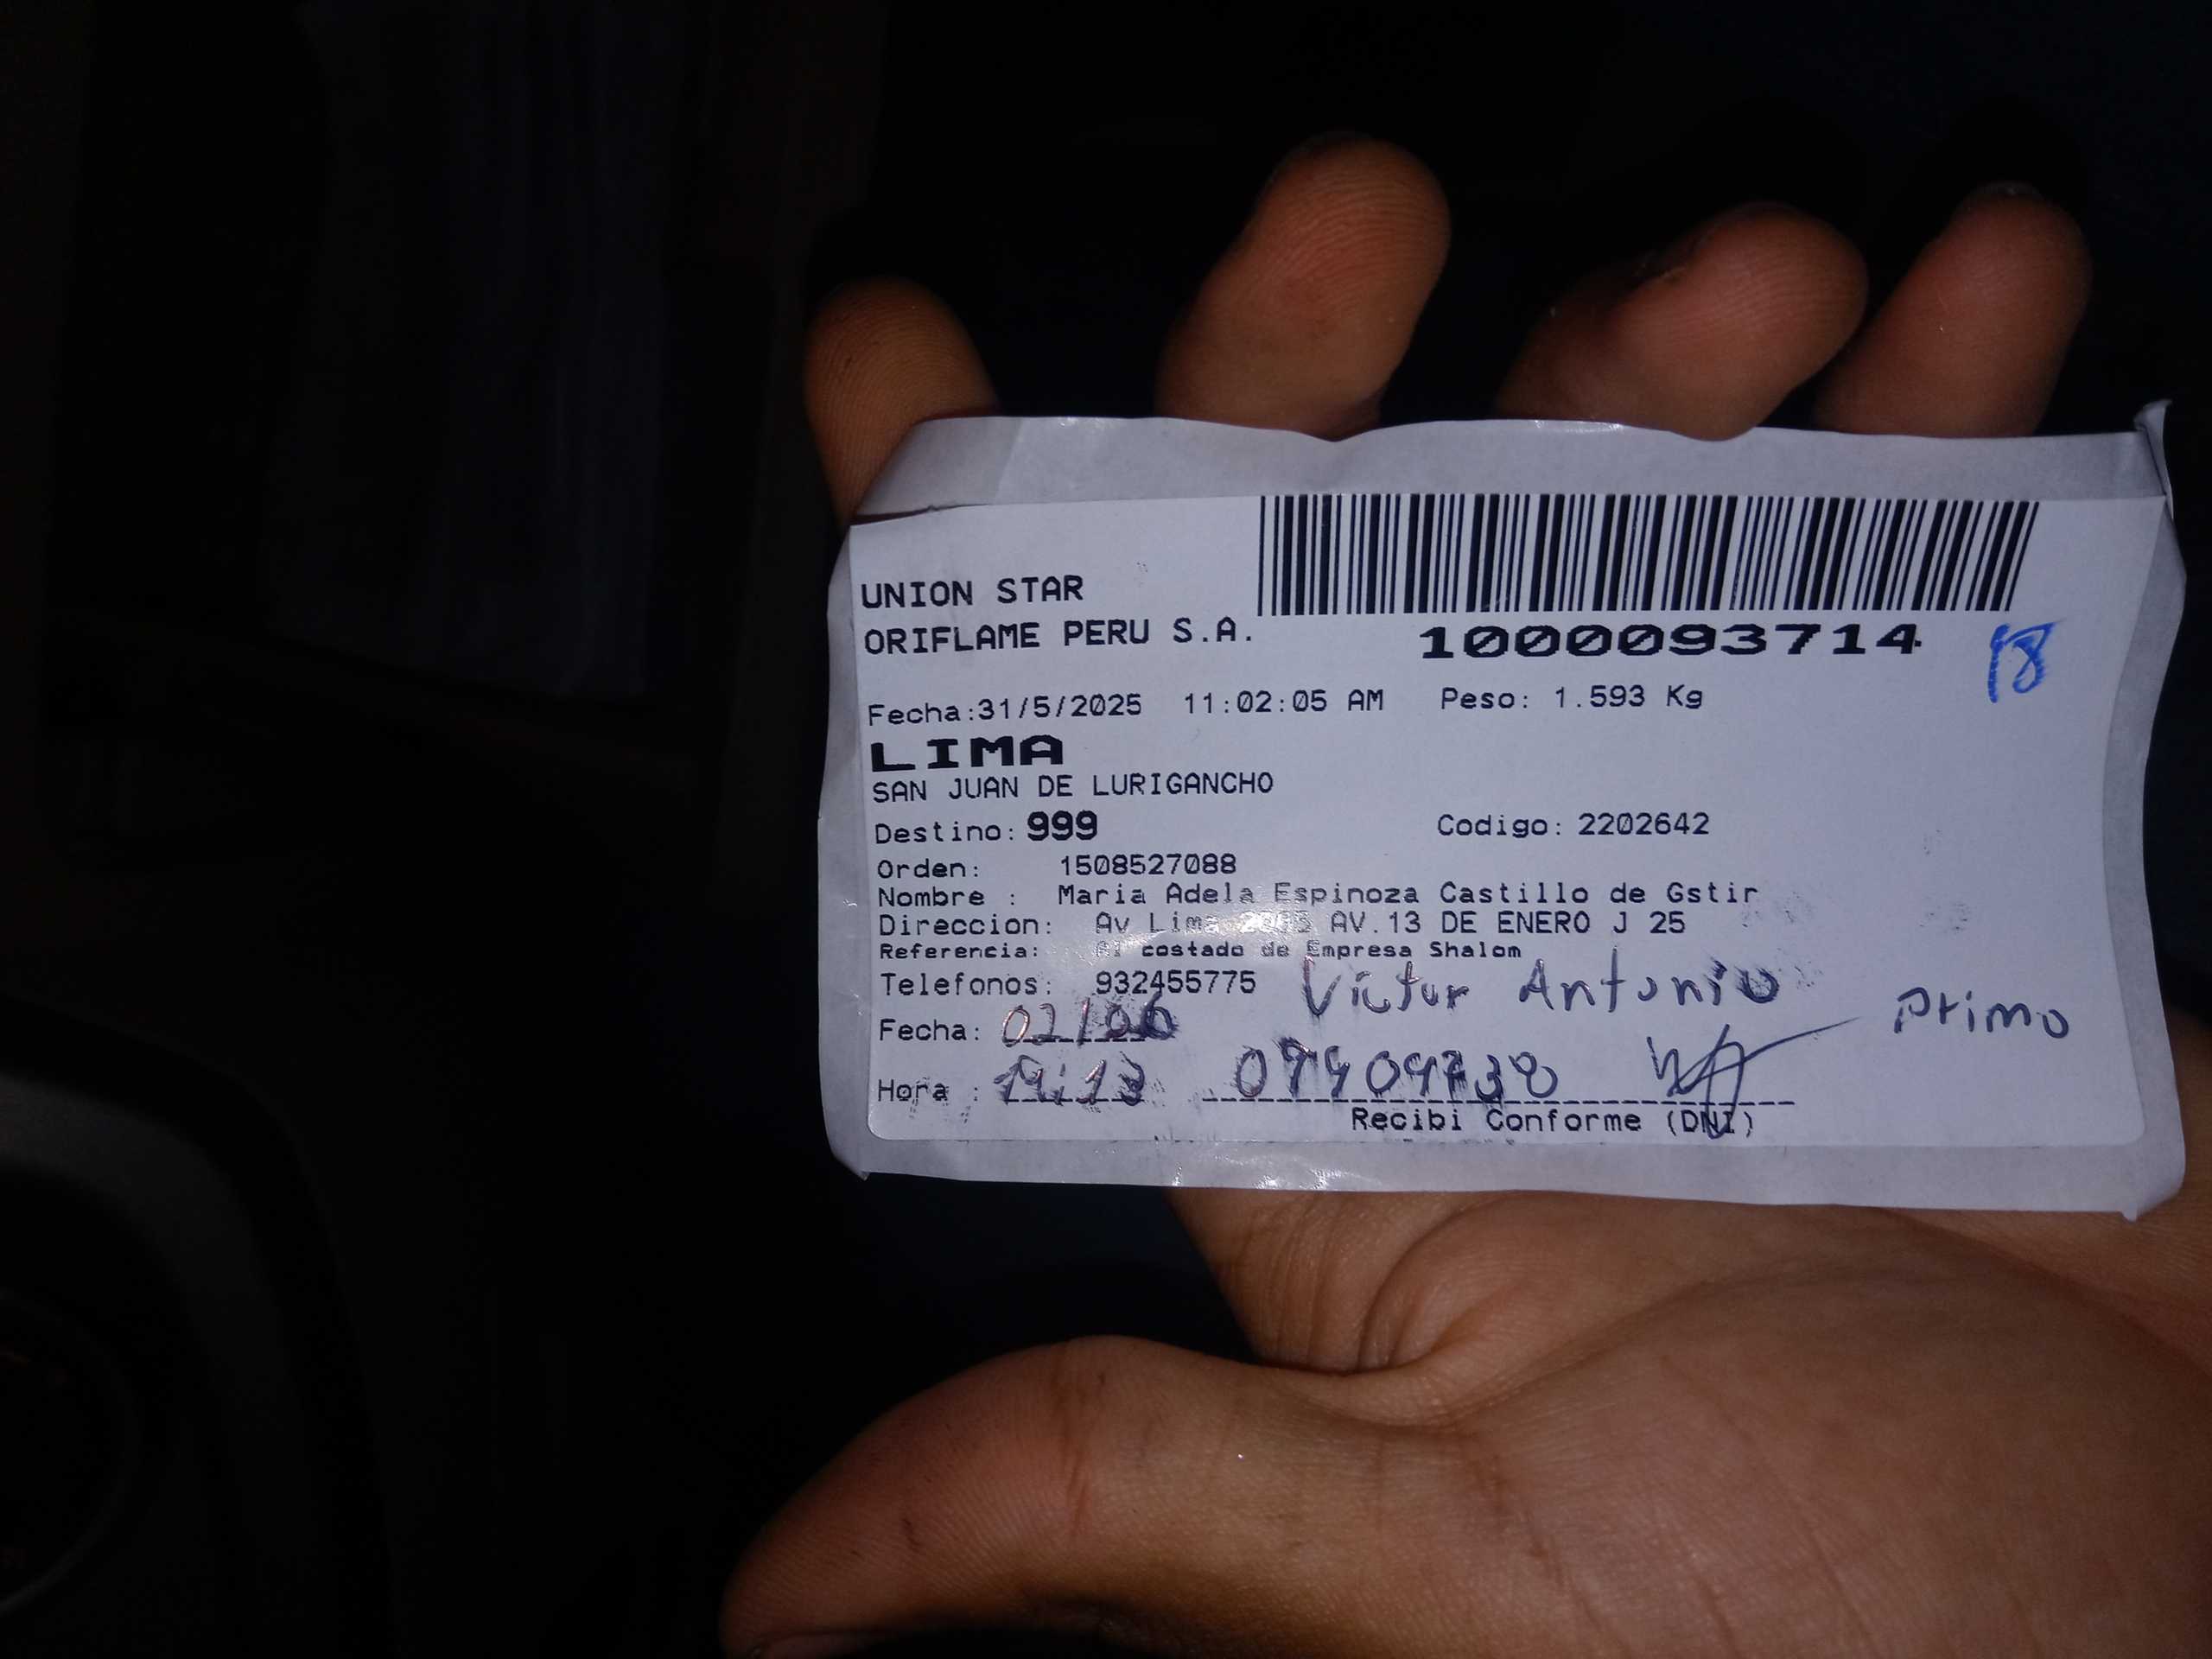 UNION STAR
ORIFLAME PERU S.A.
1000093714
18
Fecha:31/5/2025 11:02:05 AM Peso: 1.593 Kg
LIMA
SAN JUAN DE LURIGANCHO
Destino: 999 Codigo: 2202642
Orden: 1508527088
Nombre : Maria Adela Espinoza Castillo de Gstir
Direccion: Av Lima AV.13 DE ENERO J 25
Referencia: Al costado de Empresa Shalom
Telefonos: 932455775 Victor Antonio
Primo
Fecha: 02/06
Hora :
Recibi Conforme (DNI)